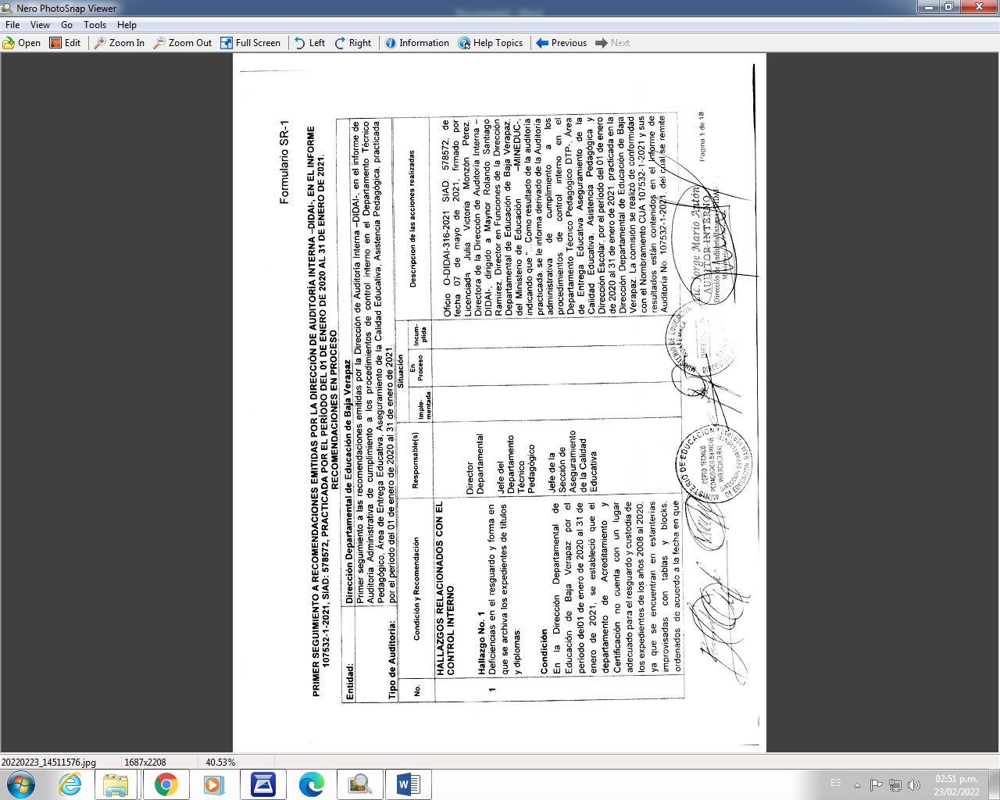 Nero PhotoSnap Viewer
File View Go Tools Help
Open Edit Zoom In Zoom Out Full Screen Left Right Information Help Topics Previous Next
Formulario SR-1
PRIMER SEGUIMIENTO A RECOMENDACIONES EMITIDAS POR LA DIRECCIÓN DE AUDITORÍA INTERNA –DIDAI-, EN EL INFORME
107532-1-2021, SIAD: 578572, PRACTICADA POR EL PERÍODO DEL 01 DE ENERO DE 2020 AL 31 DE ENERO DE 2021.
RECOMENDACIONES EN PROCESO
Entidad: Dirección Departamental de Educación de Baja Verapaz
Primer seguimiento a las recomendaciones emitidas por la Dirección de Auditoría Interna –DIDAI-, en el informe de
Auditoría Administrativa de cumplimiento a los procedimientos de control interno en el Departamento Técnico
Pedagógico, Área de Entrega Educativa, Aseguramiento de la Calidad Educativa, Asistencia Pedagógica, practicada
Tipo de Auditoria: por el período del 01 de enero de 2020 al 31 de enero de 2021.
No.
Condición y Recomendación
Responsable(s)
Situación
Imple-
mentada
En
Proceso
Incum-
plida
Descripcion de las acciones realizadas
HALLAZGOS RELACIONADOS CON EL
CONTROL INTERNO
1
Hallazgo No. 1
Deficiencias en el resguardo y forma en
que se archiva los expedientes de títulos
y diplomas:
Condición
En la Dirección Departamental de
Educación de Baja Verapaz por el
período del01 de enero de 2020 al 31 de
enero de 2021, se estableció que el
departamento de Acreditamiento y
Certificación no cuenta con un lugar
adecuado para el resguardo y custodia de
los expedientes de los años 2008 al 2020,
ya que se encuentran en estanterías
improvisadas con tablas y blocks,
ordenados de acuerdo a la fecha en que
Director
Departamental
Jefe del
Departamento
Técnico
Pedagógico
Jefe de la
Sección de
Aseguramiento
de la Calidad
Educativa
Oficio O-DIDAI-316-2021 SIAD: 578572, de
fecha 07 de mayo de 2021, firmado por
Licenciada Julia Victoria Monzón Pérez,
Directora de la Dirección de Auditoría Interna –
DIDAI-, dirigido a Maynor Rolando Santiago
Ramírez, Director en Funciones de la Dirección
Departamental de Educación de Baja Verapaz,
del Ministerio de Educación –MINEDUC-,
indicando que "…Como resultado de la auditoría
practicada, se le informa derivado de la Auditoría
administrativa de cumplimiento a los
procedimientos de control interno en el
Departamento Técnico Pedagógico DTP-, Área
de Entrega Educativa Aseguramiento de la
Calidad Educativa, Asistencia Pedagógica y
Dirección Escolar, por el período del 01 de enero
de 2020 al 31 de enero de 2021, practicada en la
Dirección Departamental de Educación de Baja
Verapaz. La comisión se realizó de conformidad
con el Nombramiento CUA 107532-1-2021 y sus
resultados están contenidos en el Informe de
Auditoría No. 107532-1-2021, del cual se remite
MINISTERIO DE EDUCACION
DEPTO TECNICO
PEDAGOGICO BILINGUE
INTERCULTURAL
MINISTERIO DE EDUCACION
GUATEMALA
Lic. Jorge Mario Antón
AUDITOR INTERNO
Dirección de Auditoría Interna -DIDAI-
Pagina 1 de 18
20220223_14511576.jpg 1687x2208 40.53%
ES
02:51 p.m.
23/02/2022